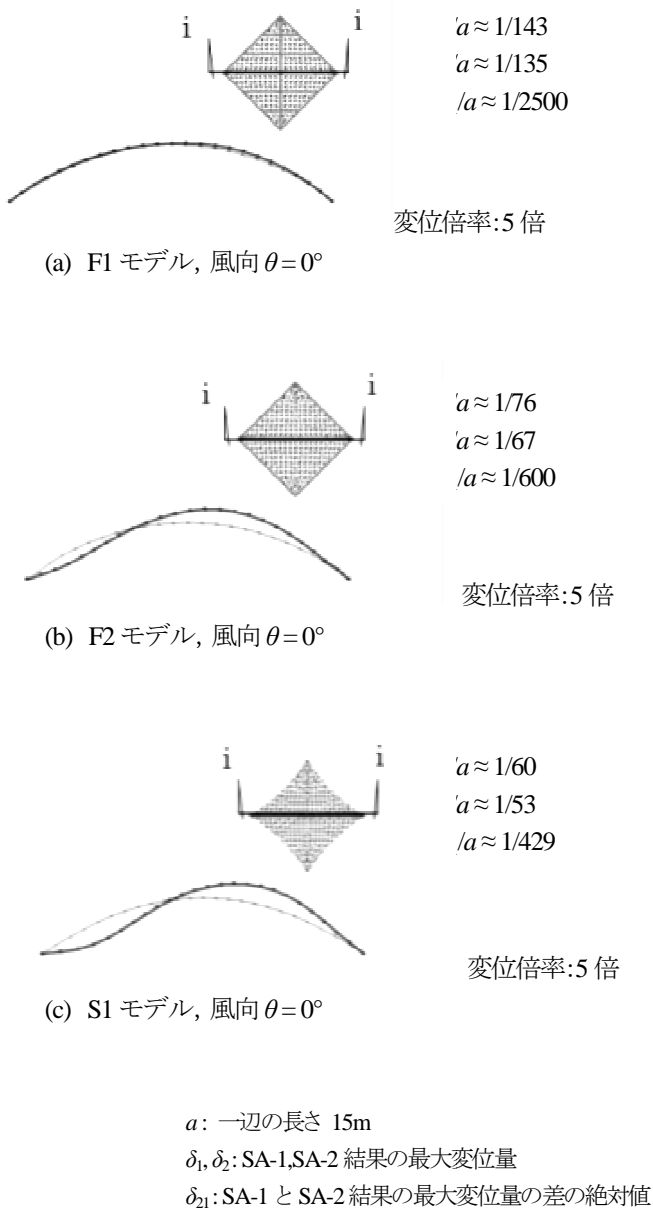 i i
a ≈ 1/143
a ≈ 1/135
/a ≈ 1/2500
変位倍率:5 倍
(a) F1 モデル, 風向 θ = 0°
i i
a ≈ 1/76
a ≈ 1/67
/a ≈ 1/600
変位倍率:5 倍
(b) F2 モデル, 風向 θ = 0°
i i
a ≈ 1/60
a ≈ 1/53
/a ≈ 1/429
変位倍率:5 倍
(c) S1 モデル, 風向 θ = 0°
a : 一辺の長さ 15m
δ₁, δ₂: SA-1,SA-2 結果の最大変位量
δ₂₁: SA-1 と SA-2 結果の最大変位量の差の絶対値